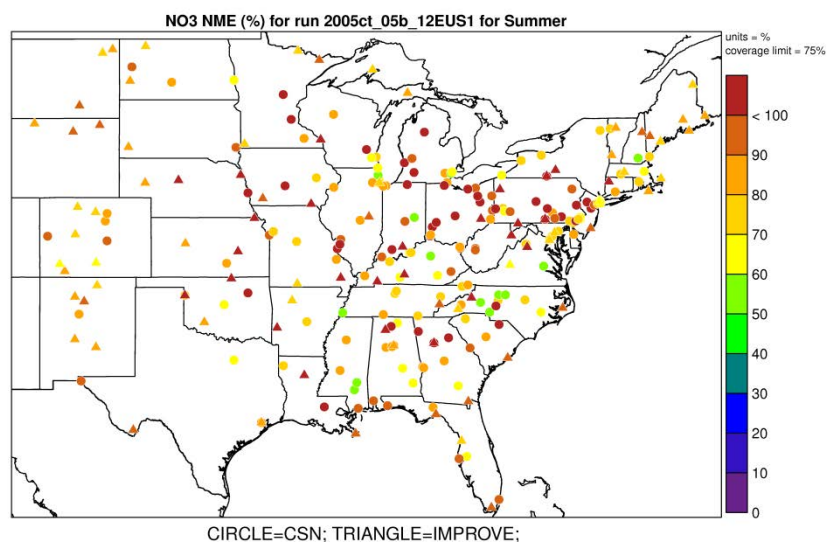 NO3 NME (%) for run 2005ct_05b_12EUS1 for Summer
units = %
coverage limit = 75%
< 100
90
80
70
60
50
40
30
20
10
0
CIRCLE=CSN; TRIANGLE=IMPROVE;